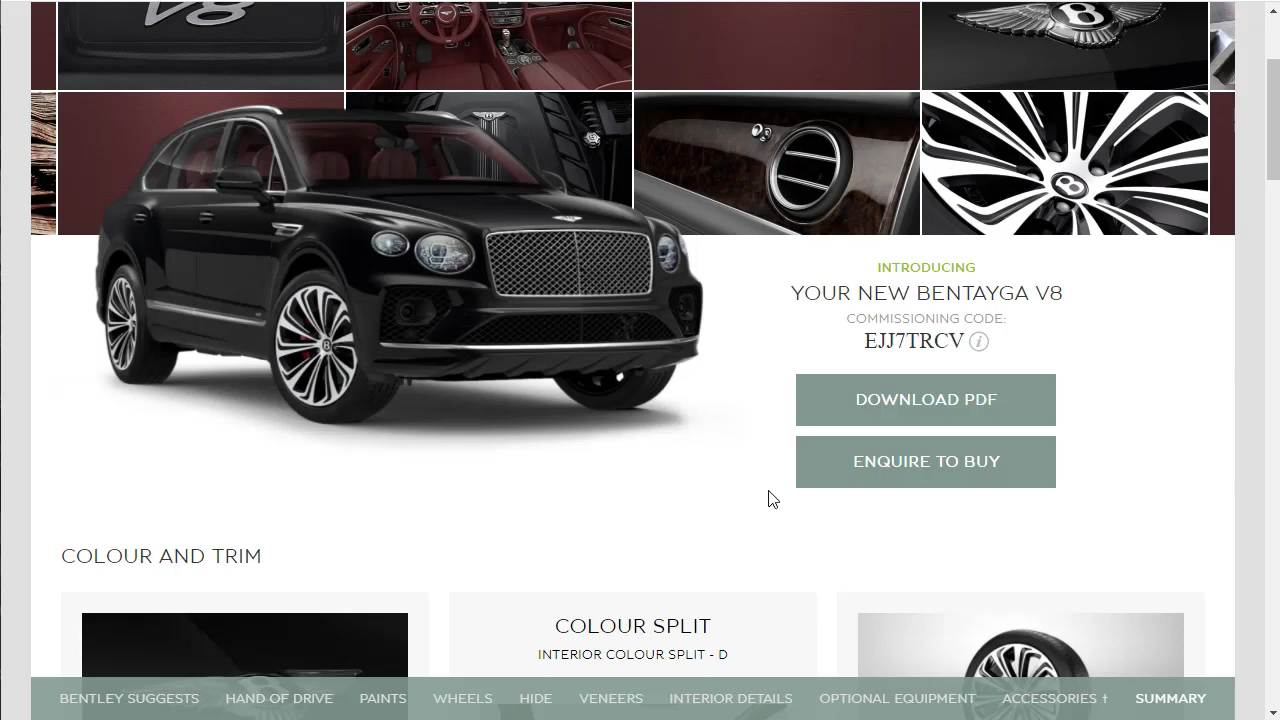 V8
B
B
INTRODUCING
YOUR NEW BENTAYGA V8
COMMISSIONING CODE:
EJJ7TRCV i
DOWNLOAD PDF
ENQUIRE TO BUY
COLOUR AND TRIM
COLOUR SPLIT
INTERIOR COLOUR SPLIT - D
BENTLEY SUGGESTS HAND OF DRIVE PAINTS WHEELS HIDE VENEERS INTERIOR DETAILS OPTIONAL EQUIPMENT ACCESSORIES † SUMMARY